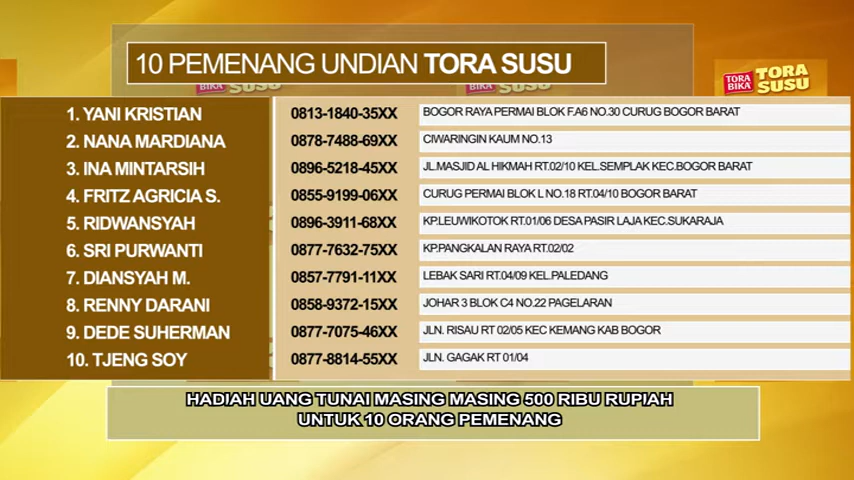 10 PEMENANG UNDIAN TORA SUSU
TORA BIKA TORA SUSU
1. YANI KRISTIAN 0813-1840-35XX BOGOR RAYA PERMAI BLOK F.A6 NO.30 CURUG BOGOR BARAT
2. NANA MARDIANA 0878-7488-69XX CIWARINGIN KAUM NO.13
3. INA MINTARSIH 0896-5218-45XX JL.MASJID AL HIKMAH RT.02/10 KEL.SEMPLAK KEC.BOGOR BARAT
4. FRITZ AGRICIA S. 0855-9199-06XX CURUG PERMAI BLOK L NO.18 RT.04/10 BOGOR BARAT
5. RIDWANSYAH 0896-3911-68XX KP.LEUWIKOTOK RT.01/06 DESA PASIR LAJA KEC.SUKARAJA
6. SRI PURWANTI 0877-7632-75XX KP.PANGKALAN RAYA RT.02/02
7. DIANSYAH M. 0857-7791-11XX LEBAK SARI RT.04/09 KEL.PALEDANG
8. RENNY DARANI 0858-9372-15XX JOHAR 3 BLOK C4 NO.22 PAGELARAN
9. DEDE SUHERMAN 0877-7075-46XX JLN. RISAU RT 02/05 KEC KEMANG KAB BOGOR
10. TJENG SOY 0877-8814-55XX JLN. GAGAK RT 01/04
HADIAH UANG TUNAI MASING MASING 500 RIBU RUPIAH
UNTUK 10 ORANG PEMENANG